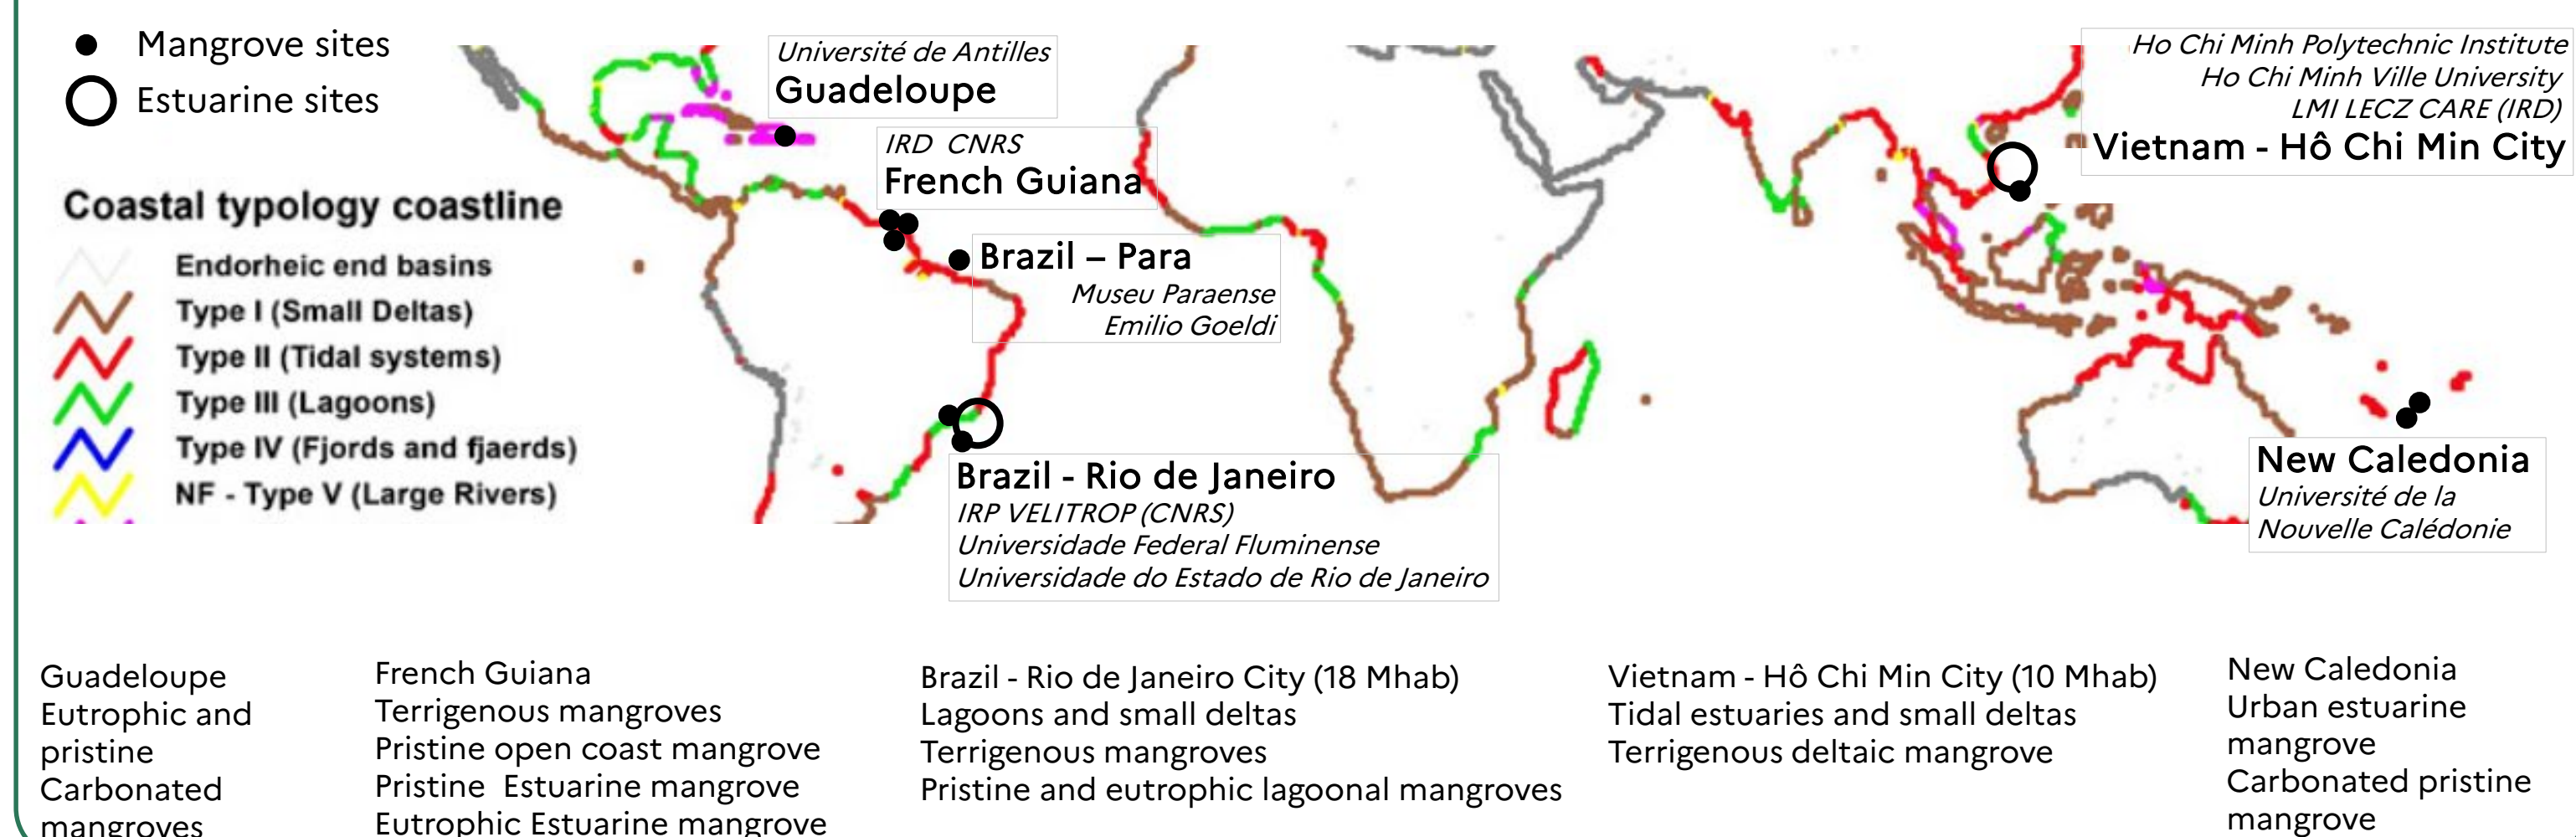 Mangrove sites
Estuarine sites
Coastal typology coastline
Endorheic end basins
Type I (Small Deltas)
Type II (Tidal systems)
Type III (Lagoons)
Type IV (Fjords and fjaerds)
NF - Type V (Large Rivers)
Université de Antilles
Guadeloupe
IRD CNRS
French Guiana
Brazil – Para
Museu Paraense
Emilio Goeldi
Brazil - Rio de Janeiro
IRP VELITROP (CNRS)
Universidade Federal Fluminense
Universidade do Estado de Rio de Janeiro
Ho Chi Minh Polytechnic Institute
Ho Chi Minh Ville University
LMI LECZ CARE (IRD)
Vietnam - Hô Chi Min City
New Caledonia
Université de la
Nouvelle Calédonie
Guadeloupe
Eutrophic and
pristine
Carbonated
mangroves
French Guiana
Terrigenous mangroves
Pristine open coast mangrove
Pristine Estuarine mangrove
Eutrophic Estuarine mangrove
Brazil - Rio de Janeiro City (18 Mhab)
Lagoons and small deltas
Terrigenous mangroves
Pristine and eutrophic lagoonal mangroves
Vietnam - Hô Chi Min City (10 Mhab)
Tidal estuaries and small deltas
Terrigenous deltaic mangrove
New Caledonia
Urban estuarine
mangrove
Carbonated pristine
mangrove